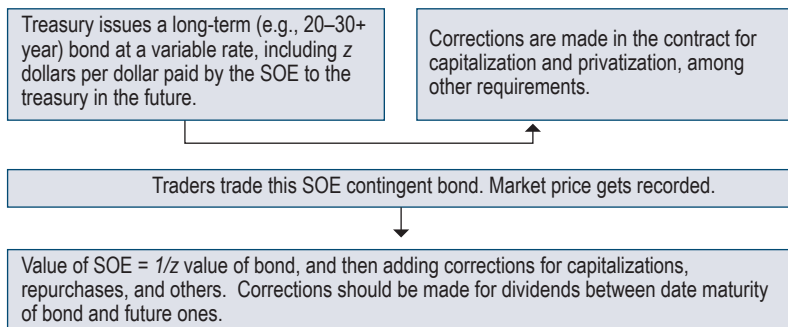 Treasury issues a long-term (e.g., 20–30+
year) bond at a variable rate, including z
dollars per dollar paid by the SOE to the
treasury in the future.
Corrections are made in the contract for
capitalization and privatization, among
other requirements.
Traders trade this SOE contingent bond. Market price gets recorded.
Value of SOE = 1/z value of bond, and then adding corrections for capitalizations,
repurchases, and others. Corrections should be made for dividends between date maturity
of bond and future ones.